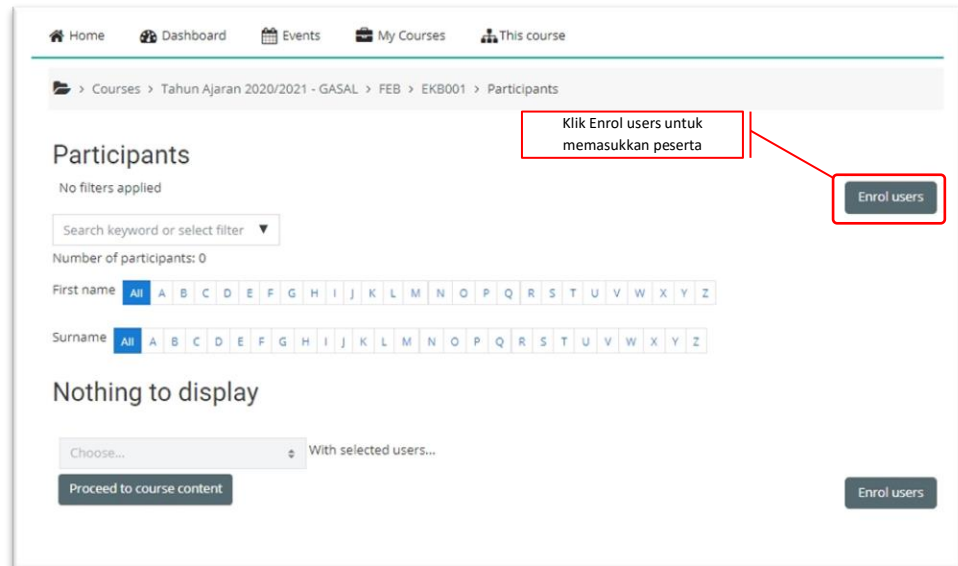 Home Dashboard Events My Courses This course
> Courses > Tahun Ajaran 2020/2021 - GASAL > FEB > EKB001 > Participants
Klik Enrol users untuk
memasukkan peserta
Participants
No filters applied
Enrol users
Search keyword or select filter ▼
Number of participants: 0
First name All A B C D E F G H I J K L M N O P Q R S T U V W X Y Z
Surname All A B C D E F G H I J K L M N O P Q R S T U V W X Y Z
Nothing to display
Choose... With selected users...
Proceed to course content
Enrol users